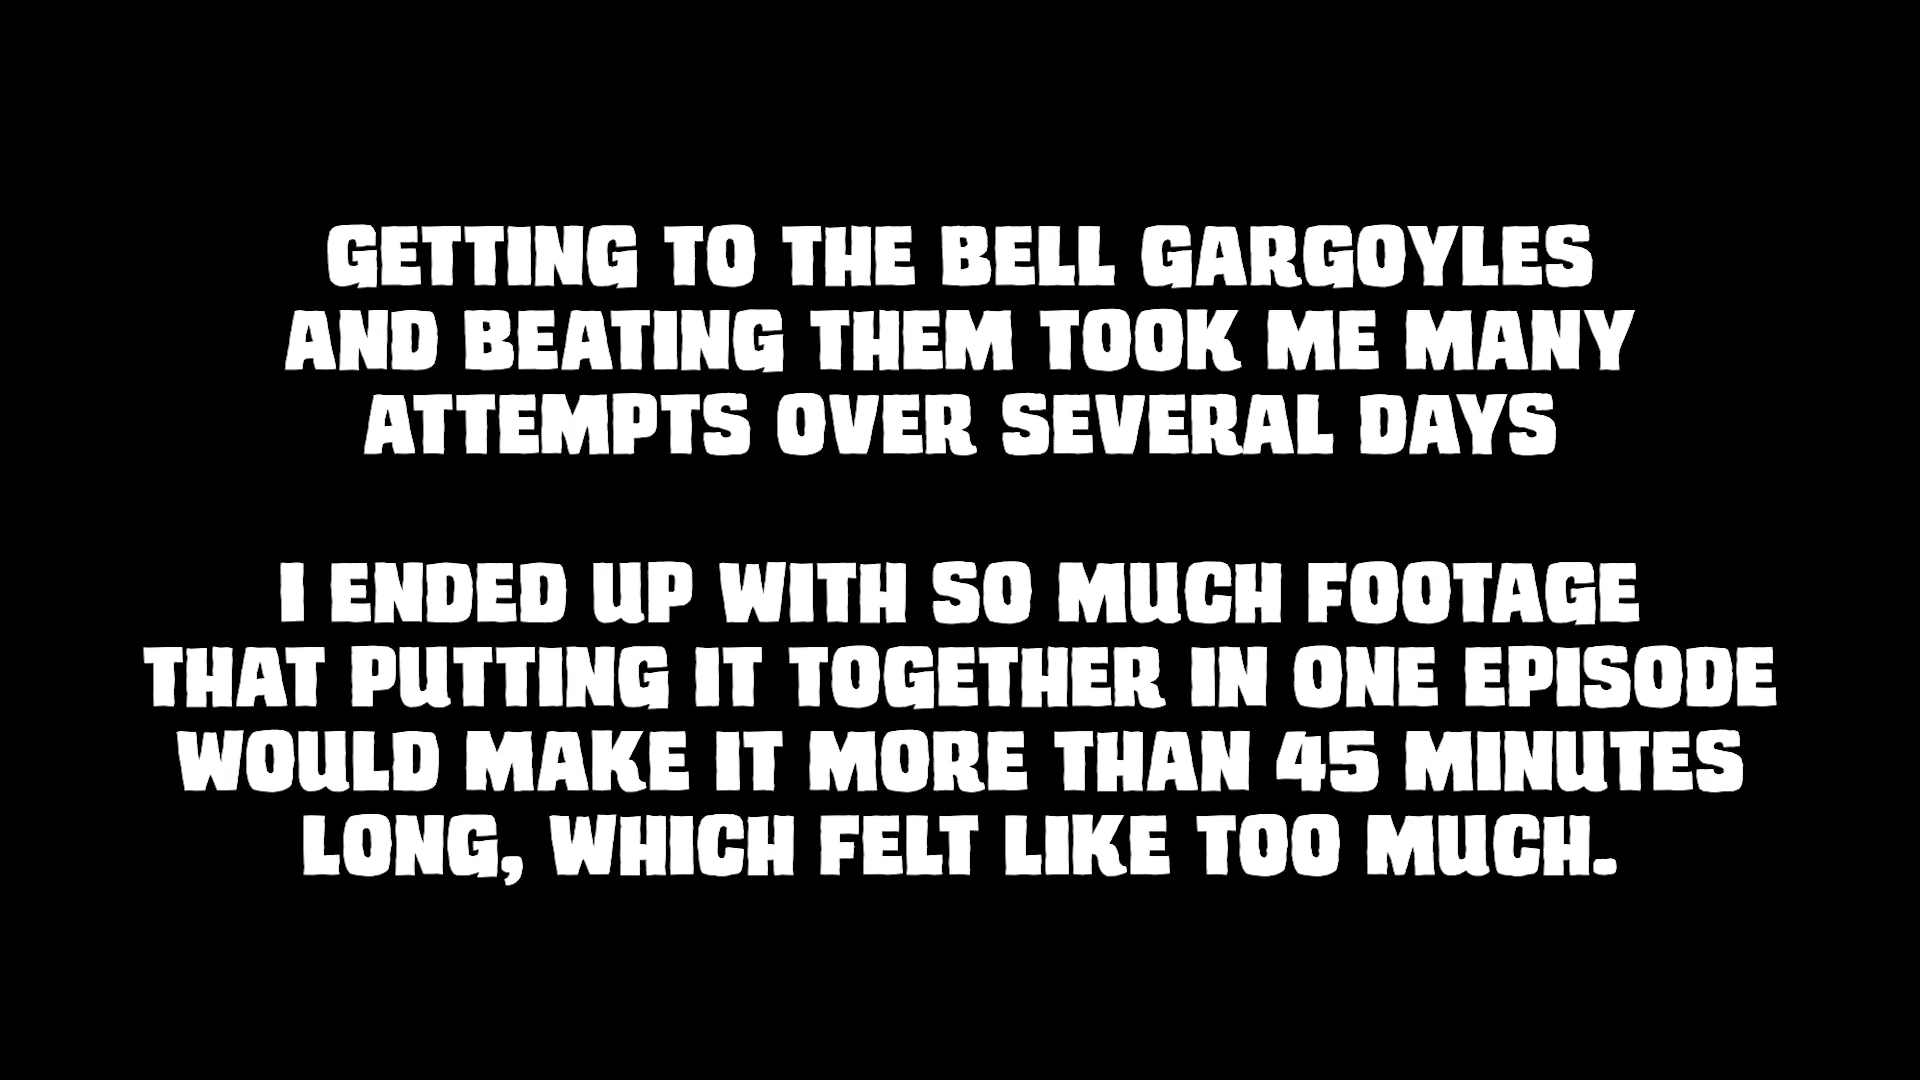 GETTING TO THE BELL GARGOYLES
AND BEATING THEM TOOK ME MANY
ATTEMPTS OVER SEVERAL DAYS
I ENDED UP WITH SO MUCH FOOTAGE
THAT PUTTING IT TOGETHER IN ONE EPISODE
WOULD MAKE IT MORE THAN 45 MINUTES
LONG, WHICH FELT LIKE TOO MUCH.